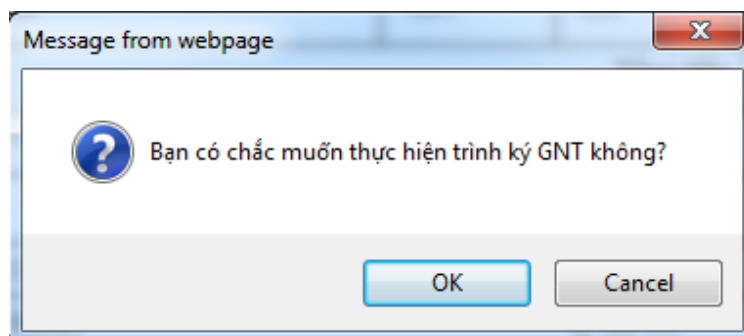 Message from webpage
X
Bạn có chắc muốn thực hiện trình ký GNT không?
OK
Cancel